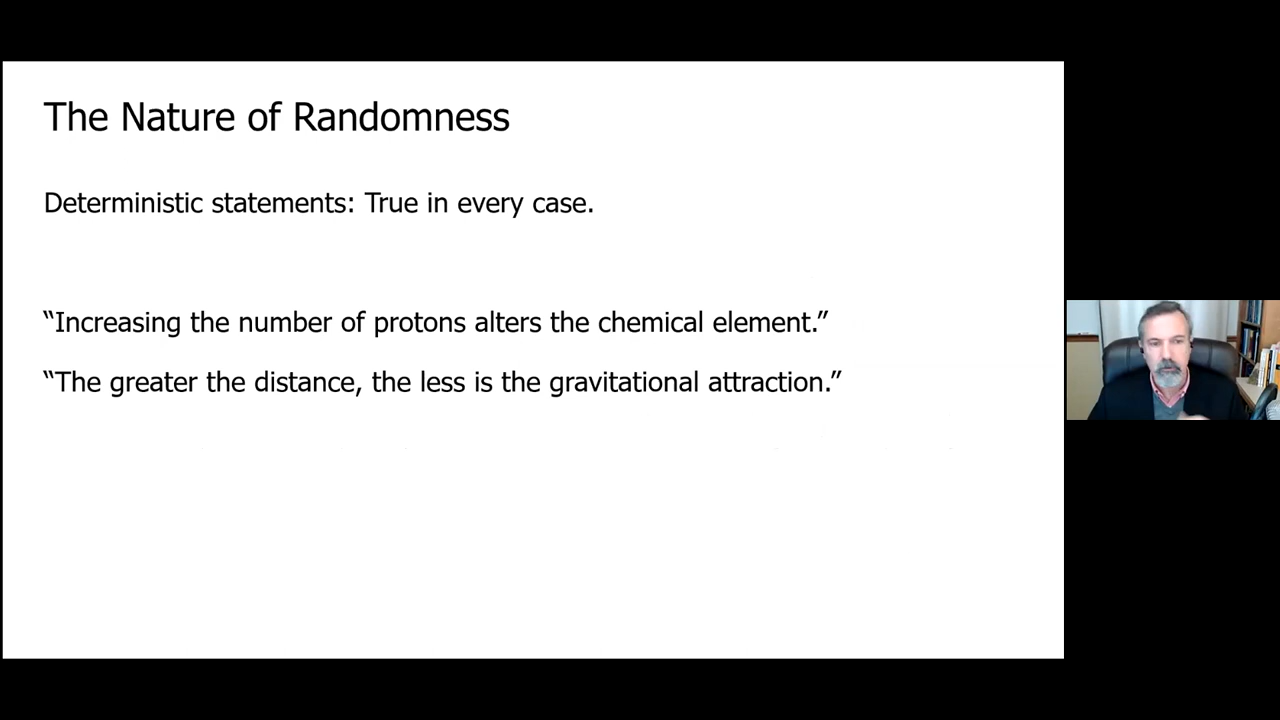 The Nature of Randomness
Deterministic statements: True in every case.
“Increasing the number of protons alters the chemical element.”
“The greater the distance, the less is the gravitational attraction.”